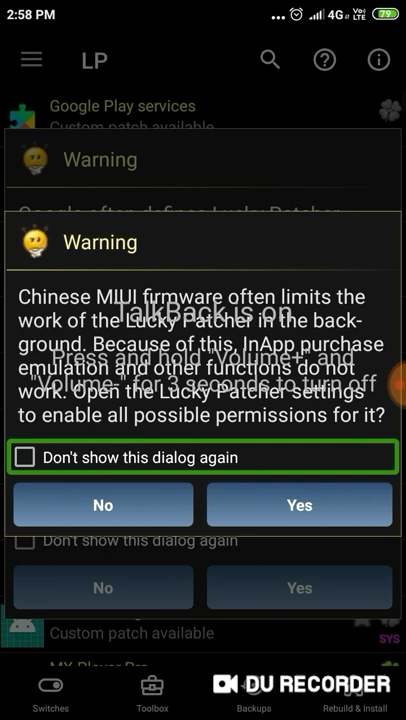 2:58 PM
4G
Vo
LTE
79
LP
Google Play services
Custom patch available
Warning
Google often defines Lucky Patcher
Warning
Chinese MIUI firmware often limits the
work of the Lucky Patcher in the back-
ground. Because of this, InApp purchase
emulation and other functions do not
work. Open the Lucky Patcher settings
to enable all possible permissions for it?
TalkBack is on
Press and hold "Volume+" and
"Volume-" for 3 seconds to turn off
Don't show this dialog again
No
Yes
Don't show this dialog again
No
Yes
Custom patch available
SYS
MX Player Pro
DU RECORDER
Switches
Toolbox
Backups
Rebuild & Install